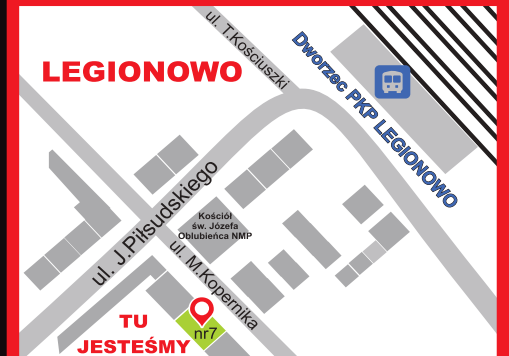 ul. T.Kościuszki
LEGIONOWO
Dworzec PKP LEGIONOWO
ul. J.Piłsudskiego
Kościół
św. Józefa
Oblubieńca NMP
ul. M.Kopernika
TU
JESTEŚMY
nr7